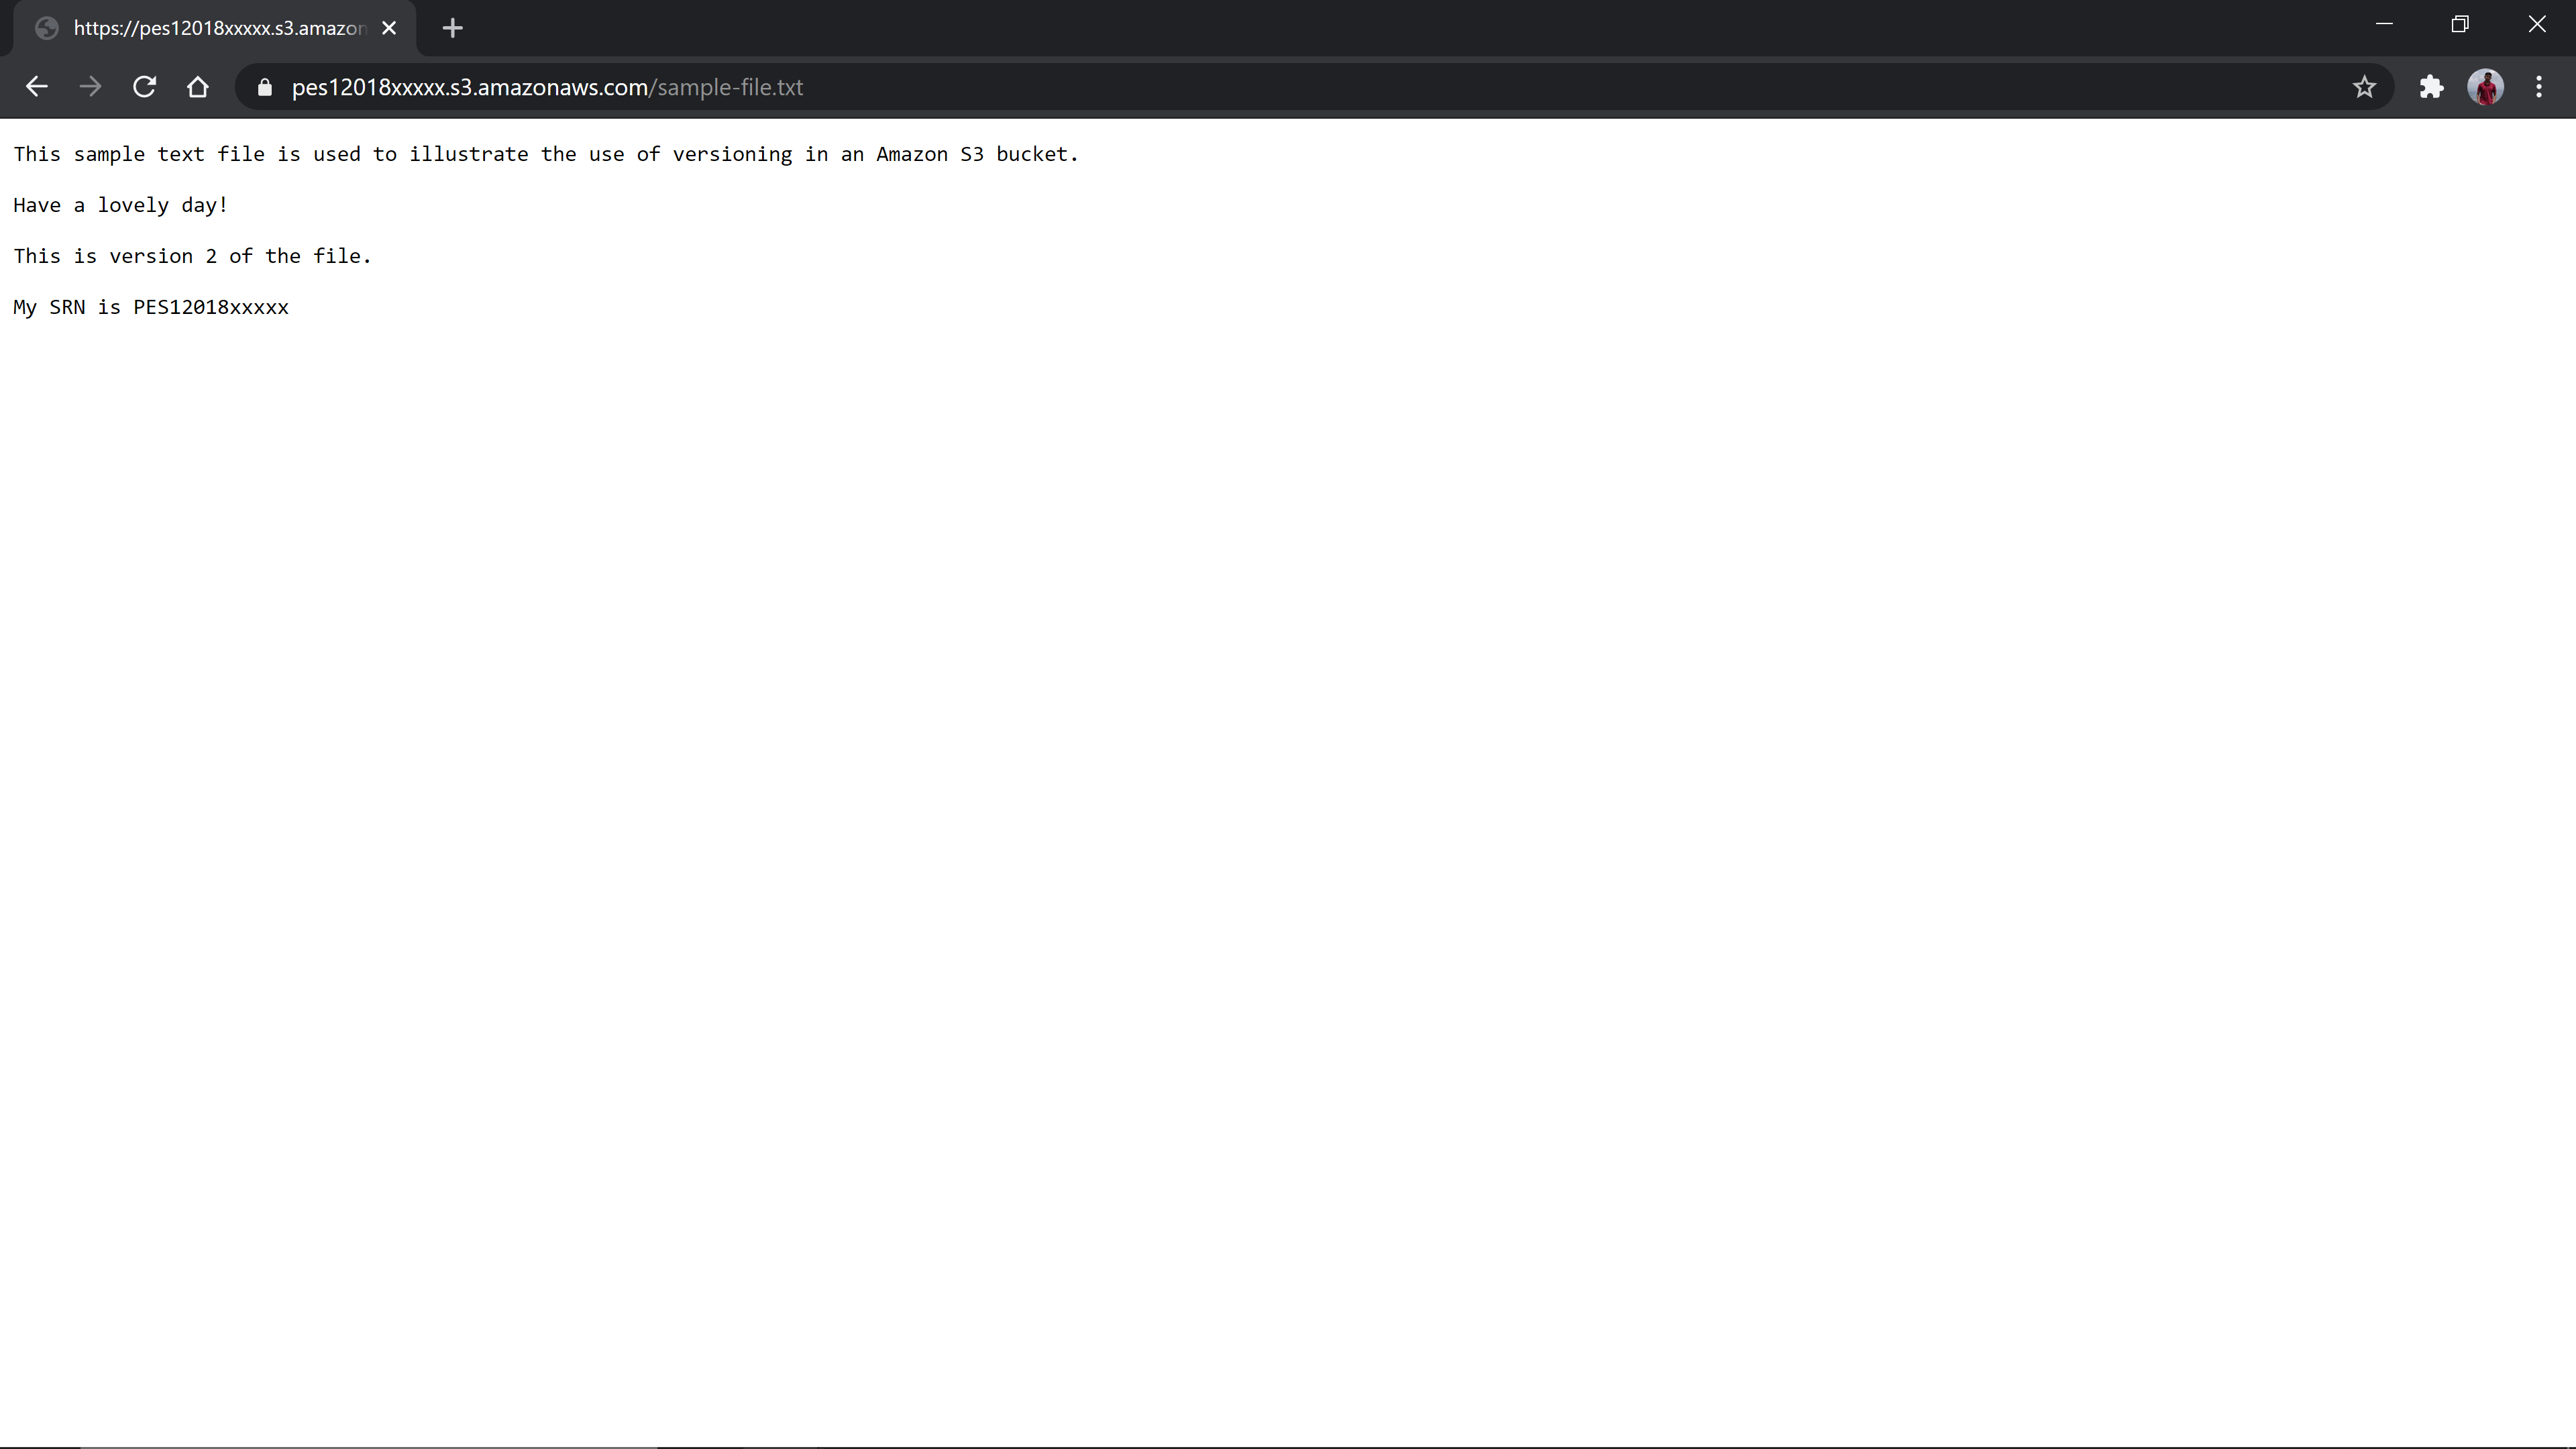 https://pes12018xxxxx.s3.amazon
pes12018xxxxx.s3.amazonaws.com/sample-file.txt
This sample text file is used to illustrate the use of versioning in an Amazon S3 bucket.
Have a lovely day!
This is version 2 of the file.
My SRN is PES12018xxxxx